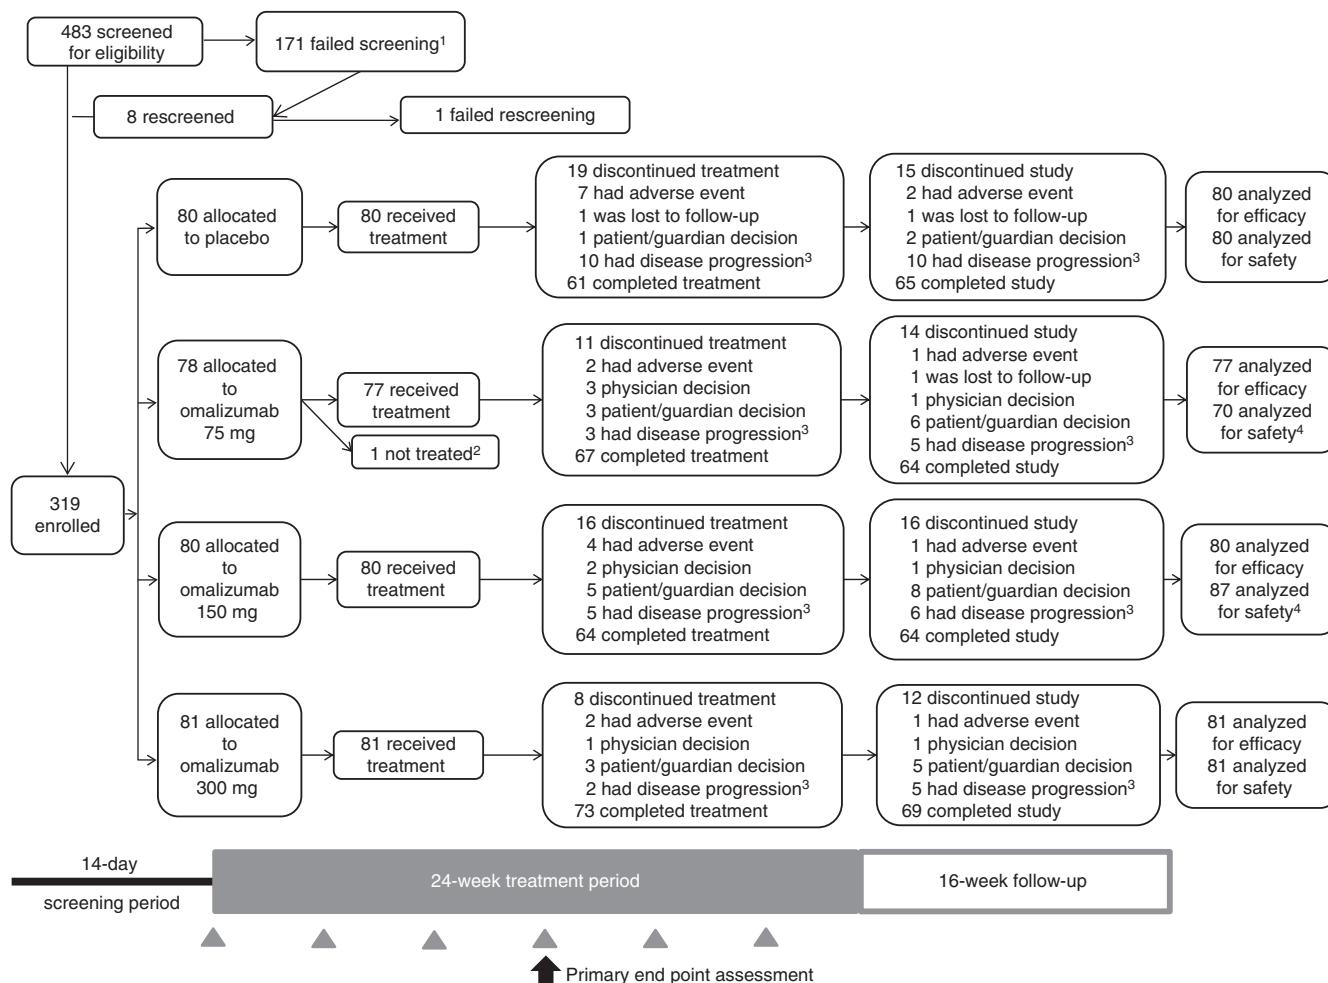 483 screened
for eligibility
171 failed screening¹
8 rescreened
1 failed rescreening
80 allocated
to placebo
80 received
treatment
19 discontinued treatment
7 had adverse event
1 was lost to follow-up
1 patient/guardian decision
10 had disease progression³
61 completed treatment
15 discontinued study
2 had adverse event
1 was lost to follow-up
2 patient/guardian decision
10 had disease progression³
65 completed study
80 analyzed
for efficacy
80 analyzed
for safety
78 allocated
to
omalizumab
75 mg
77 received
treatment
1 not treated²
11 discontinued treatment
2 had adverse event
3 physician decision
3 patient/guardian decision
3 had disease progression³
67 completed treatment
14 discontinued study
1 had adverse event
1 was lost to follow-up
1 physician decision
6 patient/guardian decision
5 had disease progression³
64 completed study
77 analyzed
for efficacy
70 analyzed
for safety⁴
319
enrolled
80 allocated
to
omalizumab
150 mg
80 received
treatment
16 discontinued treatment
4 had adverse event
2 physician decision
5 patient/guardian decision
5 had disease progression³
64 completed treatment
16 discontinued study
1 had adverse event
1 physician decision
8 patient/guardian decision
6 had disease progression³
64 completed study
80 analyzed
for efficacy
87 analyzed
for safety⁴
81 allocated
to
omalizumab
300 mg
81 received
treatment
8 discontinued treatment
2 had adverse event
1 physician decision
3 patient/guardian decision
2 had disease progression³
73 completed treatment
12 discontinued study
1 had adverse event
1 physician decision
5 patient/guardian decision
5 had disease progression³
69 completed study
81 analyzed
for efficacy
81 analyzed
for safety
14-day
screening period
24-week treatment period
16-week follow-up
Primary end point assessment